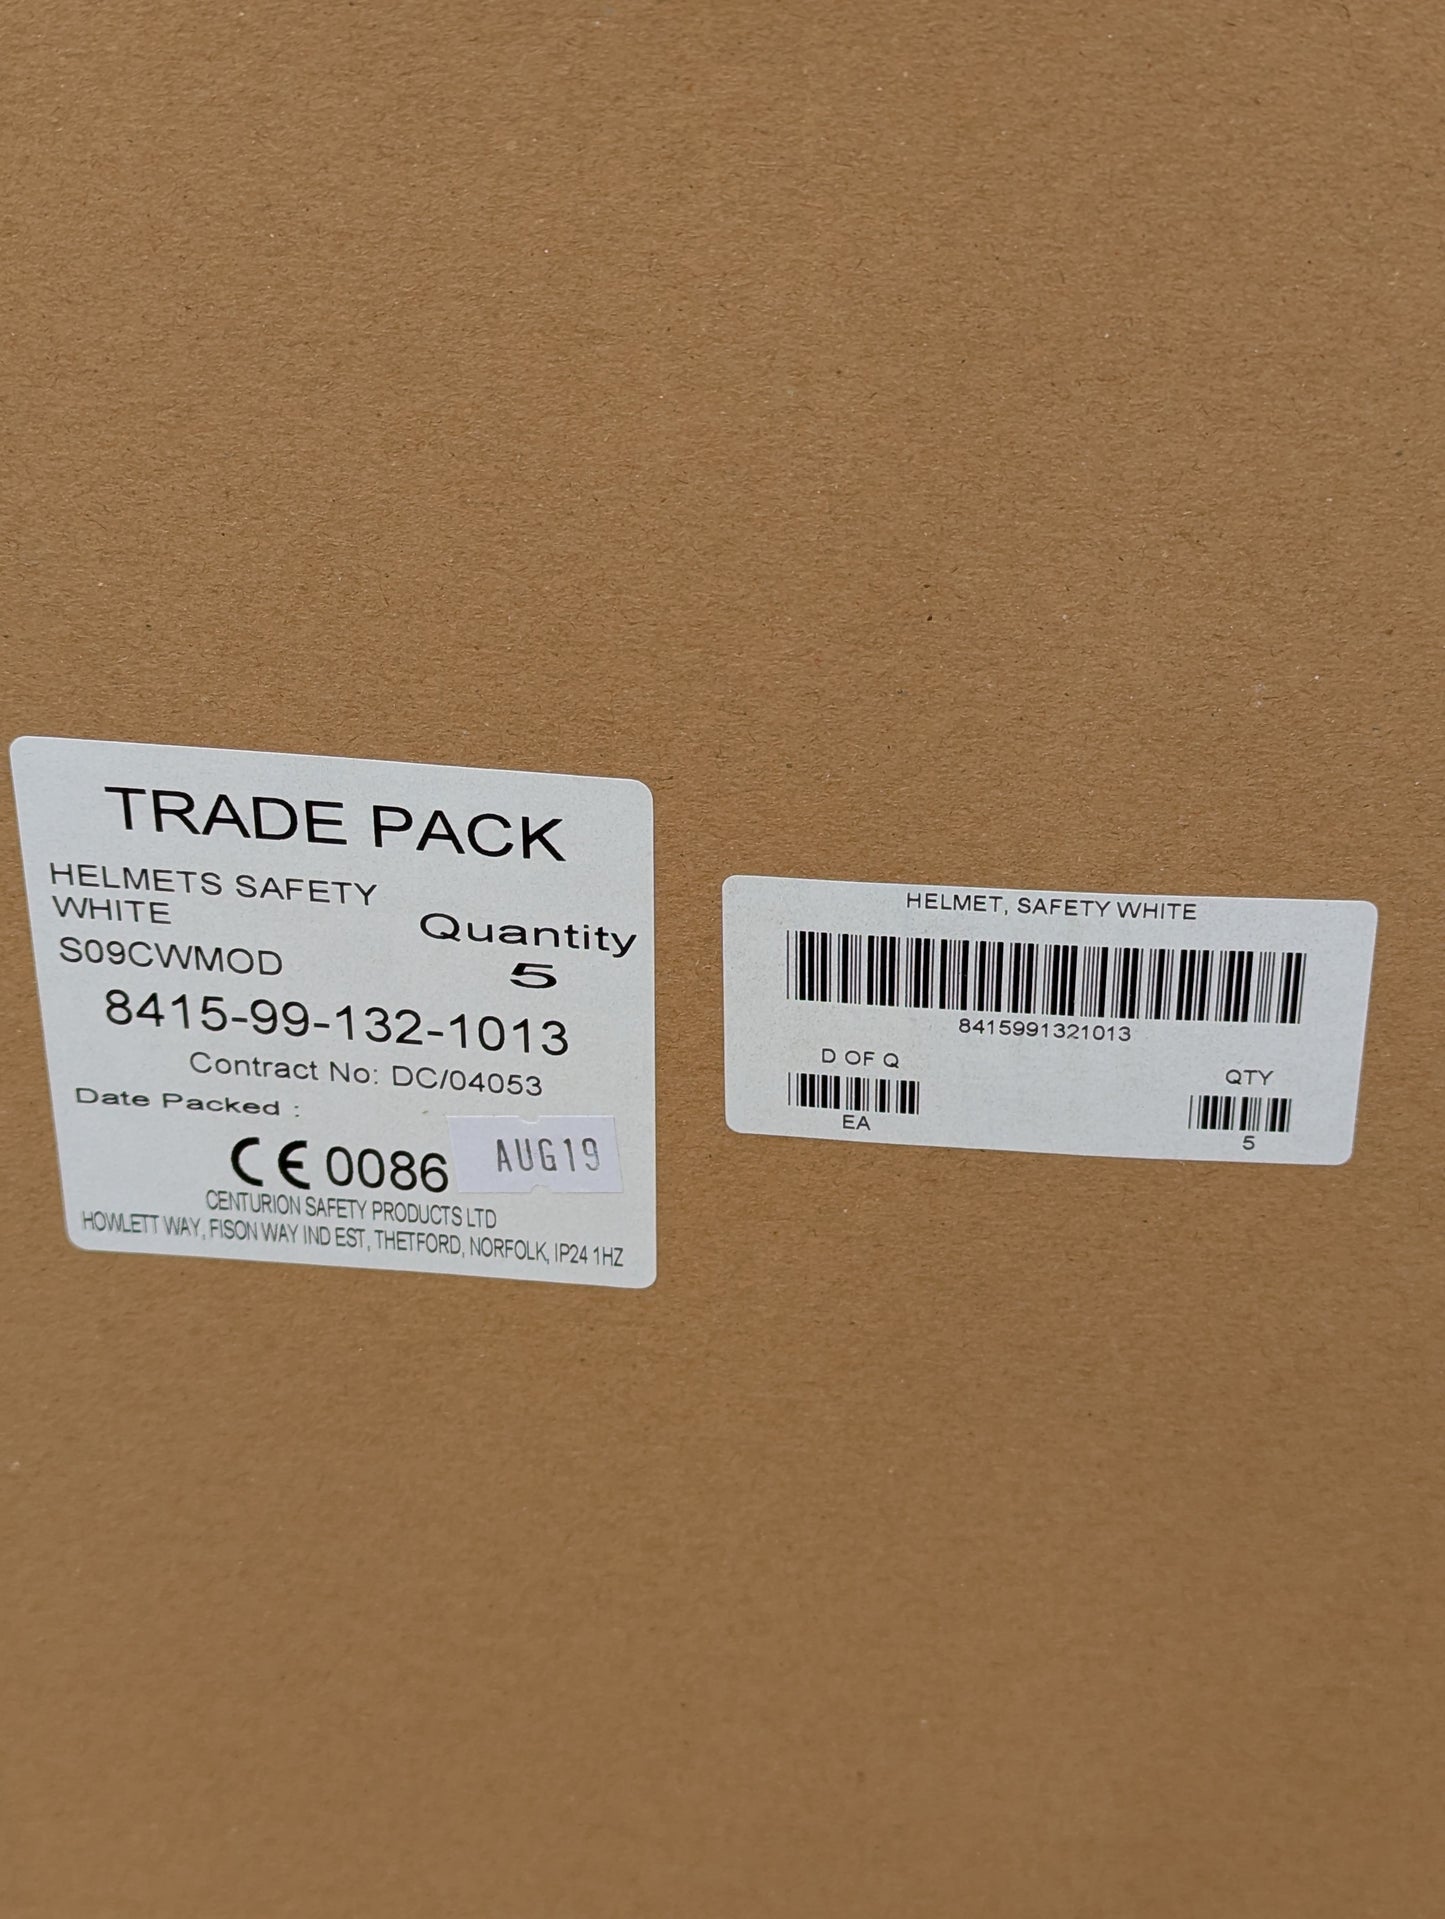 TRADE PACK
HELMETS SAFETY
WHITE
Quantity
S09CWMOD
5
8415-99-132-1013
Contract No: DC/04053
Date Packed :
CE 0086
AUG19
CENTURION SAFETY PRODUCTS LTD
HOWLETT WAY, FISON WAY IND EST, THETFORD, NORFOLK, IP24 1HZ
HELMET, SAFETY WHITE
8415991321013
D OF Q
EA
QTY
5